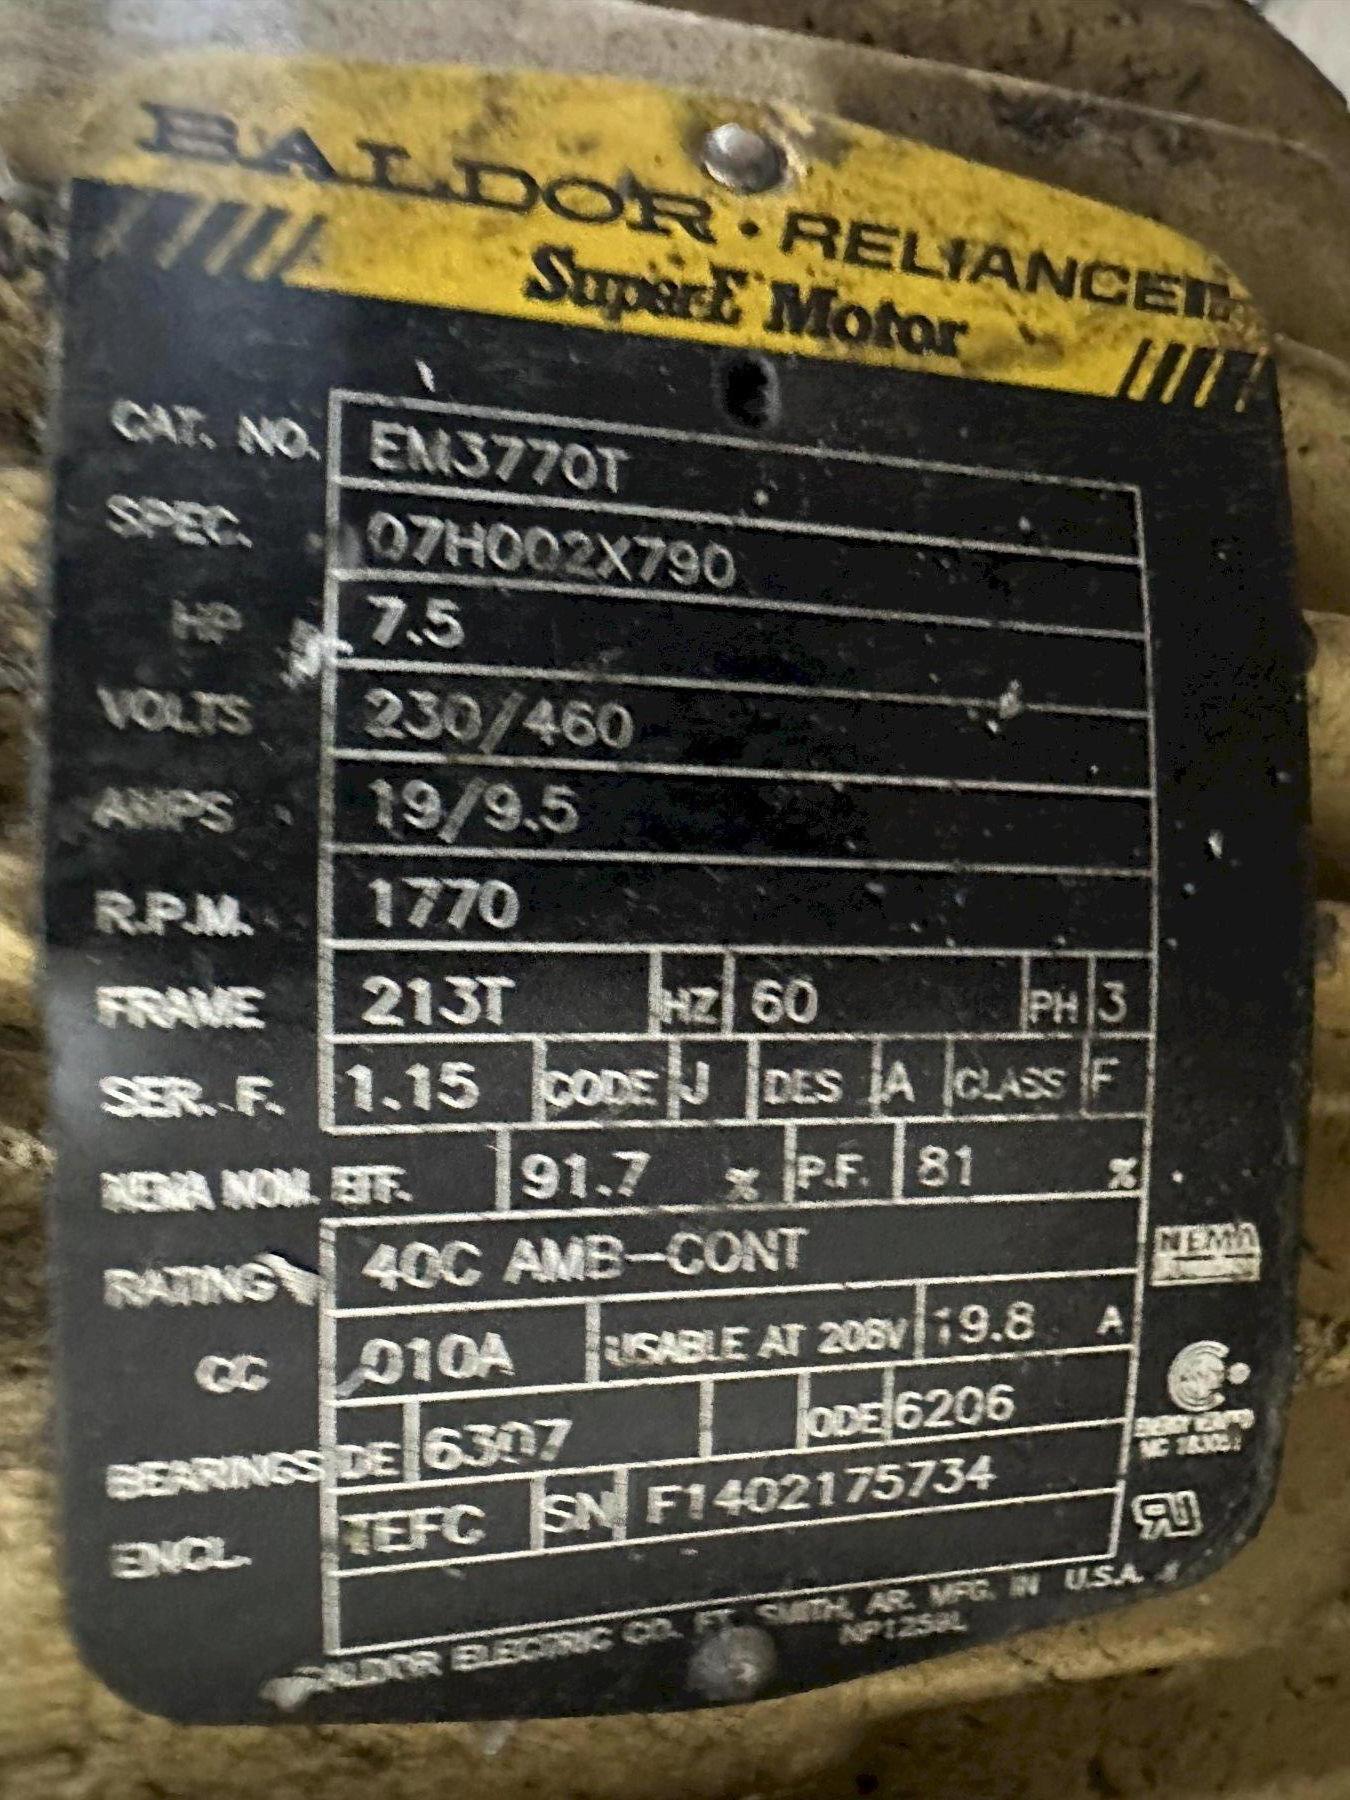 BALDOR · RELIANCE
Super-E Motor
CAT. NO. EM3770T
SPEC. 07H002X790
HP 7.5
VOLTS 230/460
AMPS 19/9.5
R.P.M. 1770
FRAME 213T HZ 60 PH 3
SER. F. 1.15 CODE J DES A CLASS F
NEMA NOM. EFF. 91.7 % P.F. 81 %
RATING 40C AMB-CONT
CC 010A USABLE AT 208V 19.8 A
BEARINGS DE 6307 ODE 6206
ENCL. TEFC SN F1402175734
NEMA
BALDOR ELECTRIC CO. FT. SMITH, AR. MFG. IN U.S.A.